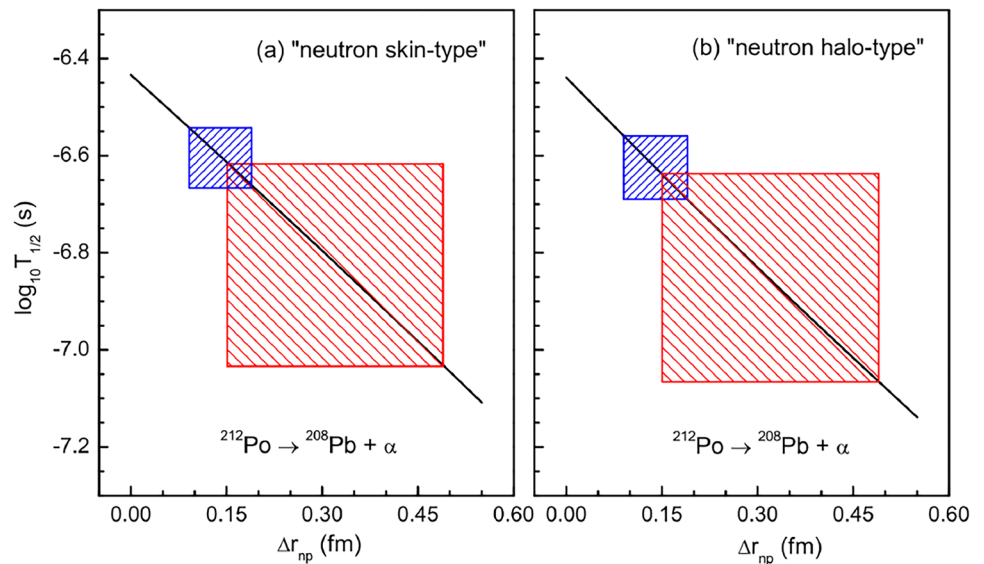 (a) "neutron skin-type"
(b) "neutron halo-type"
-6.4
-6.6
-6.8
-7.0
-7.2
log₁₀T₁/₂ (s)
²¹²Po → ²⁰⁸Pb + α
²¹²Po → ²⁰⁸Pb + α
0.00 0.15 0.30 0.45 0.60
0.00 0.15 0.30 0.45 0.60
Δrₙₚ (fm)
Δrₙₚ (fm)